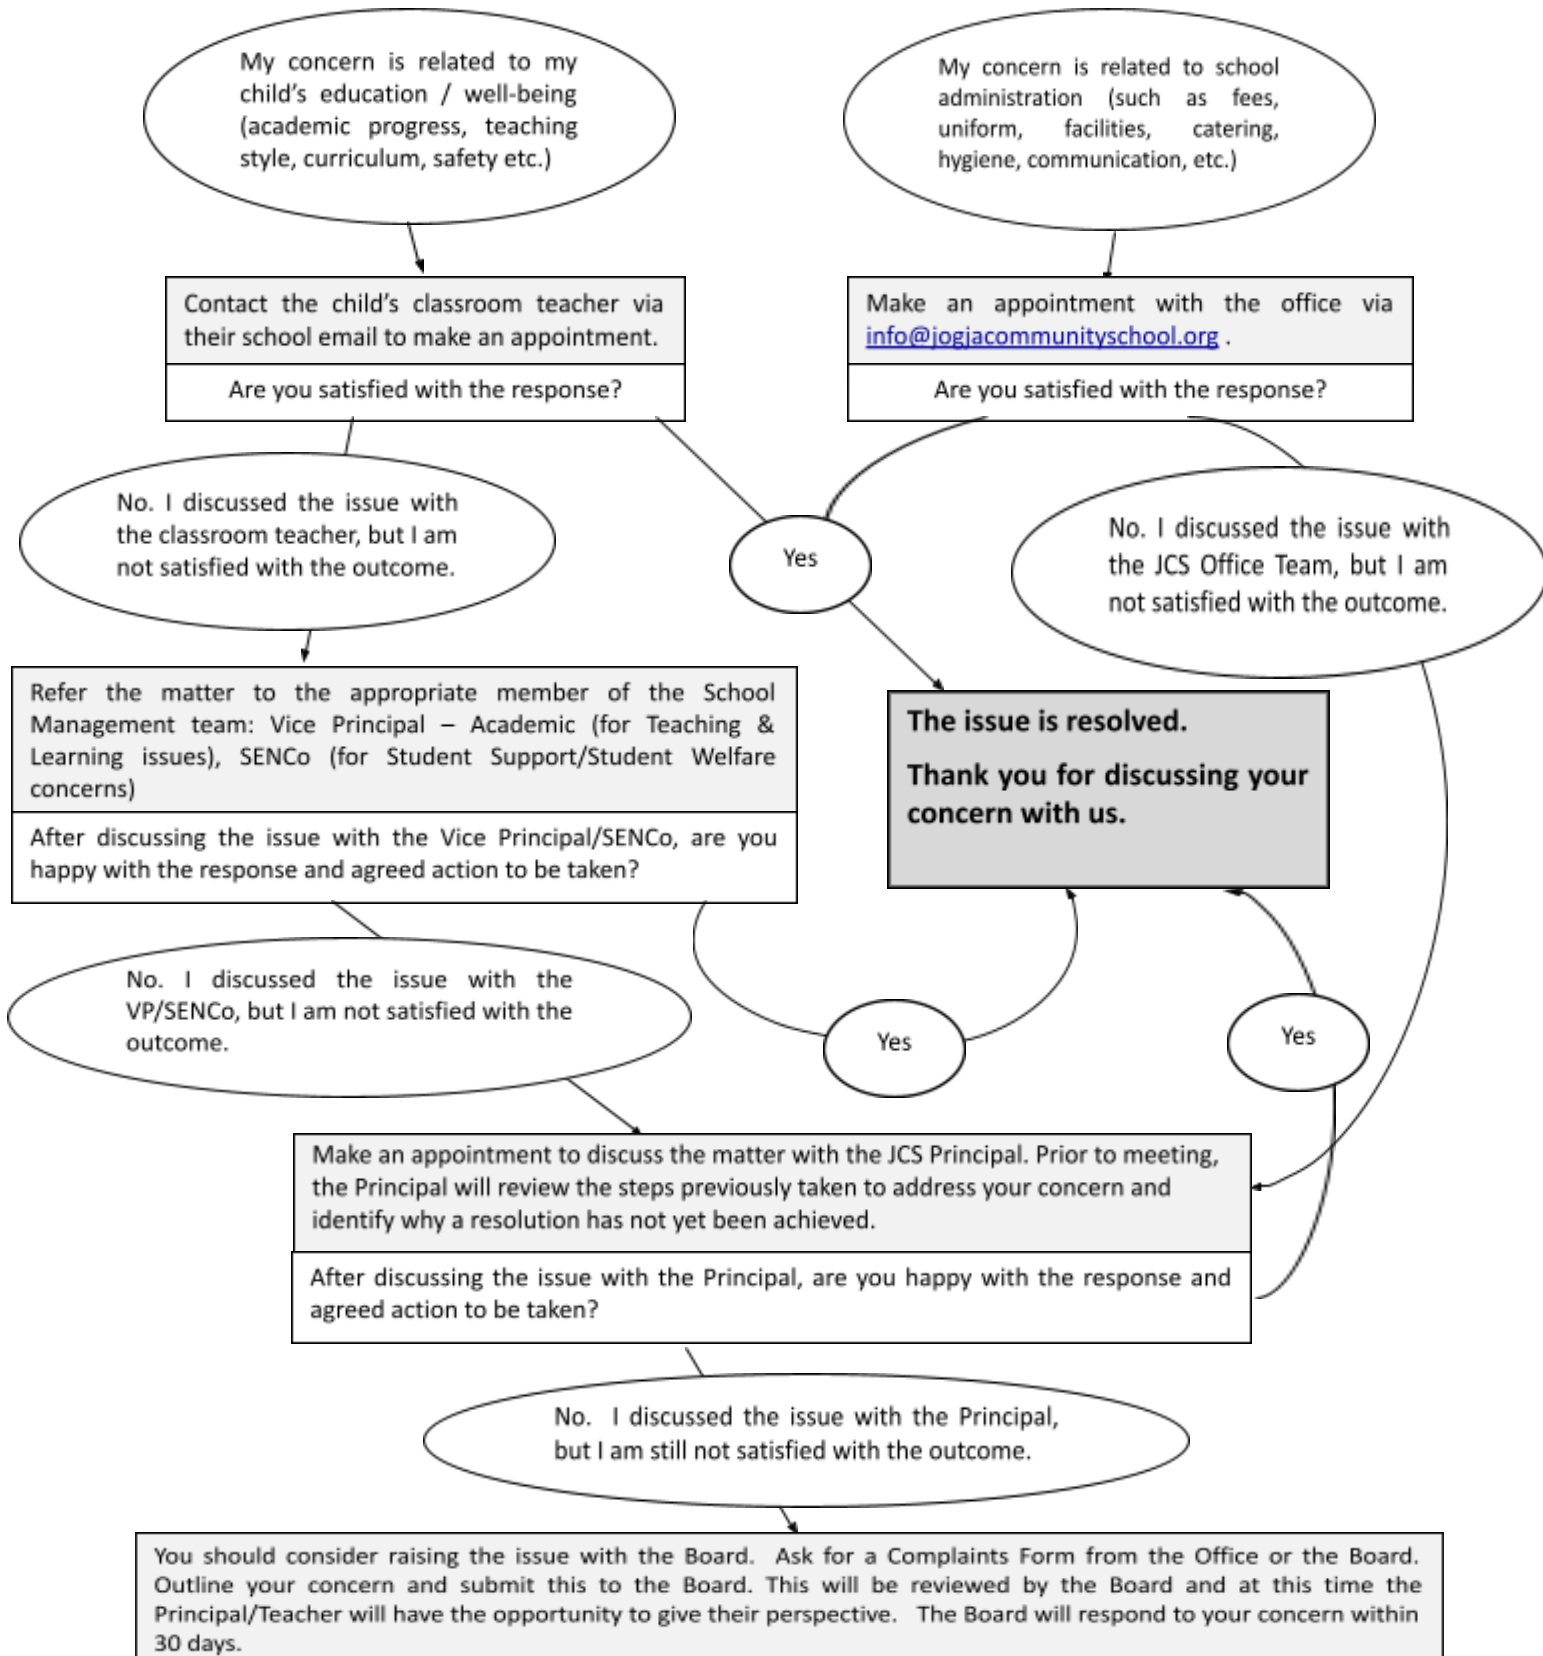 My concern is related to my
child's education / well-being
(academic progress, teaching
style, curriculum, safety etc.)
My concern is related to school
administration (such as fees,
uniform, facilities, catering,
hygiene, communication, etc.)
Contact the child's classroom teacher via
their school email to make an appointment.
Are you satisfied with the response?
Make an appointment with the office via
info@jogjacommunityschool.org .
Are you satisfied with the response?
No. I discussed the issue with
the classroom teacher, but I am
not satisfied with the outcome.
Yes
No. I discussed the issue with
the JCS Office Team, but I am
not satisfied with the outcome.
Refer the matter to the appropriate member of the School
Management team: Vice Principal – Academic (for Teaching &
Learning issues), SENCo (for Student Support/Student Welfare
concerns)
After discussing the issue with the Vice Principal/SENCo, are you
happy with the response and agreed action to be taken?
The issue is resolved.
Thank you for discussing your
concern with us.
No. I discussed the issue with the
VP/SENCo, but I am not satisfied with the
outcome.
Yes
Yes
Make an appointment to discuss the matter with the JCS Principal. Prior to meeting,
the Principal will review the steps previously taken to address your concern and
identify why a resolution has not yet been achieved.
After discussing the issue with the Principal, are you happy with the response and
agreed action to be taken?
No. I discussed the issue with the Principal,
but I am still not satisfied with the outcome.
You should consider raising the issue with the Board. Ask for a Complaints Form from the Office or the Board.
Outline your concern and submit this to the Board. This will be reviewed by the Board and at this time the
Principal/Teacher will have the opportunity to give their perspective. The Board will respond to your concern within
30 days.